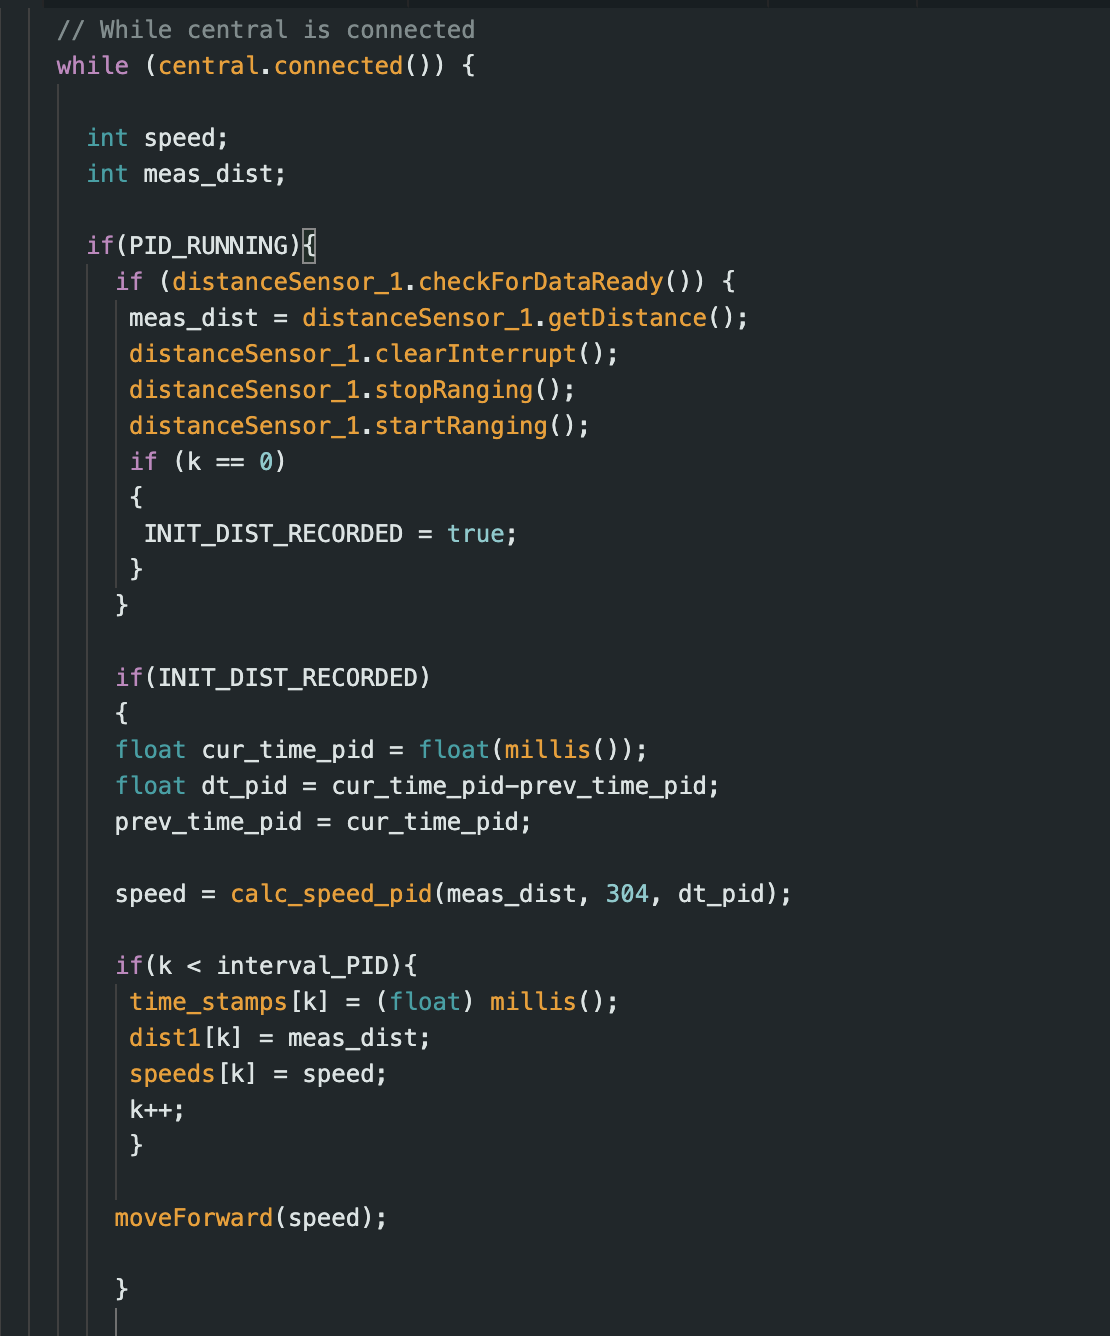 // While central is connected
while (central.connected()) {
int speed;
int meas_dist;
if(PID_RUNNING){
if (distanceSensor_1.checkForDataReady()) {
meas_dist = distanceSensor_1.getDistance();
distanceSensor_1.clearInterrupt();
distanceSensor_1.stopRanging();
distanceSensor_1.startRanging();
if (k == 0)
{
INIT_DIST_RECORDED = true;
}
}
if(INIT_DIST_RECORDED)
{
float cur_time_pid = float(millis());
float dt_pid = cur_time_pid-prev_time_pid;
prev_time_pid = cur_time_pid;
speed = calc_speed_pid(meas_dist, 304, dt_pid);
if(k < interval_PID){
time_stamps[k] = (float) millis();
dist1[k] = meas_dist;
speeds[k] = speed;
k++;
}
moveForward(speed);
}